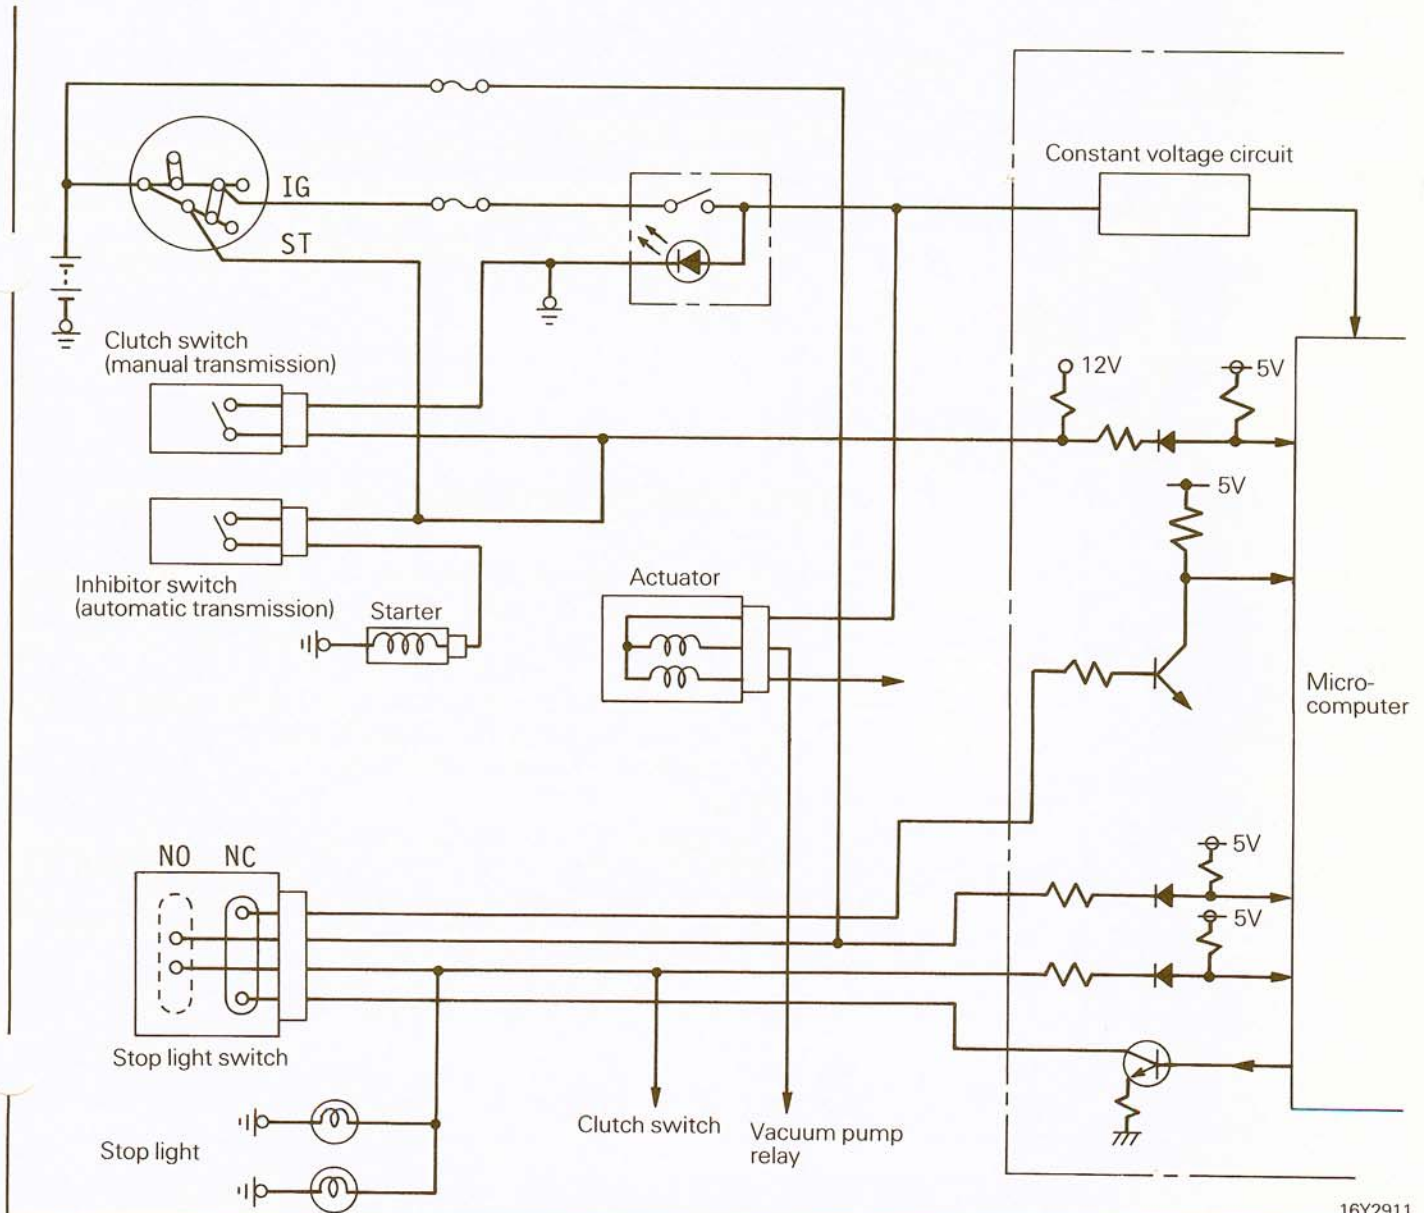 Constant voltage circuit
IG
ST
Clutch switch
(manual transmission)
12V
5V
5V
Inhibitor switch
(automatic transmission)
Starter
Actuator
Micro-
computer
NO NC
5V
5V
Stop light switch
Clutch switch
Vacuum pump
relay
Stop light
16Y2911